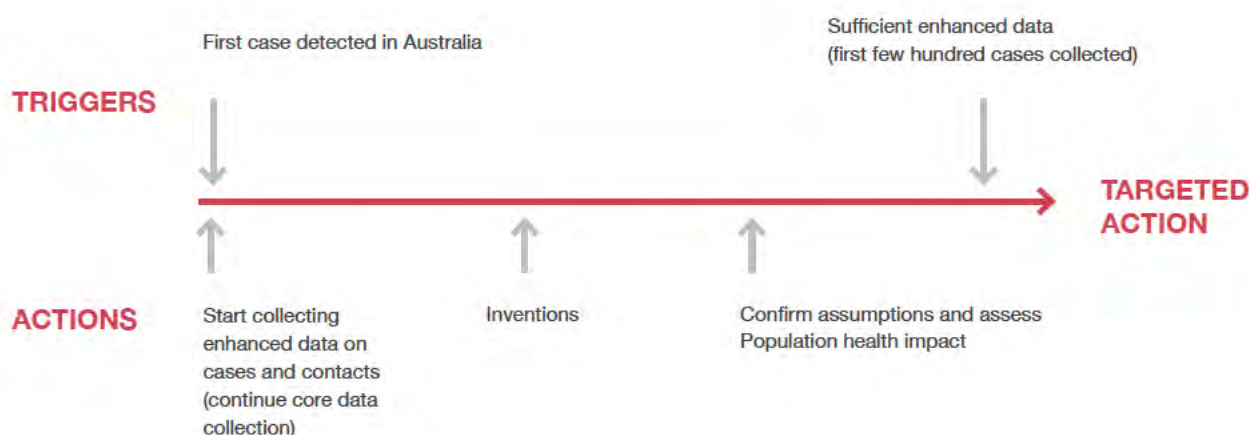 First case detected in Australia
Sufficient enhanced data
(first few hundred cases collected)
TRIGGERS
TARGETED
ACTION
ACTIONS
Start collecting
enhanced data on
cases and contacts
(continue core data
collection)
Inventions
Confirm assumptions and assess
Population health impact